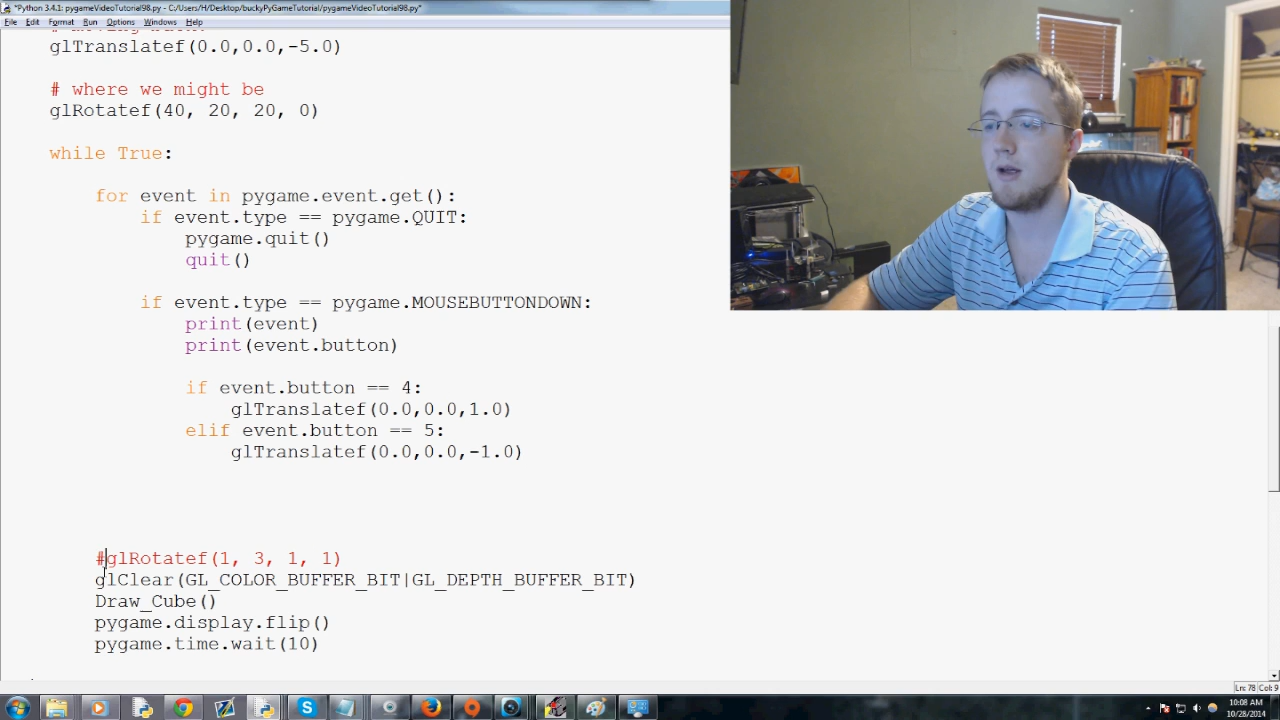 *Python 3.4.1: pygameVideoTutorial98.py - C:/Users/H/Desktop/buckyPyGameTutorial/pygameVideoTutorial98.py*
File Edit Format Run Options Windows Help
glTranslatef(0.0,0.0,-5.0)
# where we might be
glRotatef(40, 20, 20, 0)
while True:
for event in pygame.event.get():
if event.type == pygame.QUIT:
pygame.quit()
quit()
if event.type == pygame.MOUSEBUTTONDOWN:
print(event)
print(event.button)
if event.button == 4:
glTranslatef(0.0,0.0,1.0)
elif event.button == 5:
glTranslatef(0.0,0.0,-1.0)
#glRotatef(1, 3, 1, 1)
glClear(GL_COLOR_BUFFER_BIT|GL_DEPTH_BUFFER_BIT)
Draw_Cube()
pygame.display.flip()
pygame.time.wait(10)
Ln: 78 Col: 9
10:08 AM
10/28/2014